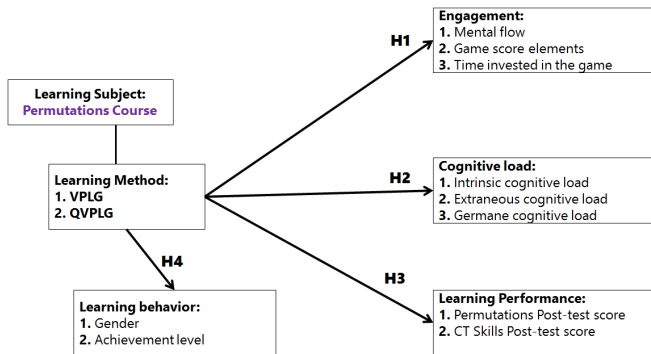 Engagement:
1. Mental flow
2. Game score elements
3. Time invested in the game
H1
Learning Subject:
Permutations Course
Learning Method:
1. VPLG
2. QVPLG
H2
Cognitive load:
1. Intrinsic cognitive load
2. Extraneous cognitive load
3. Germane cognitive load
H4
H3
Learning behavior:
1. Gender
2. Achievement level
Learning Performance:
1. Permutations Post-test score
2. CT Skills Post-test score